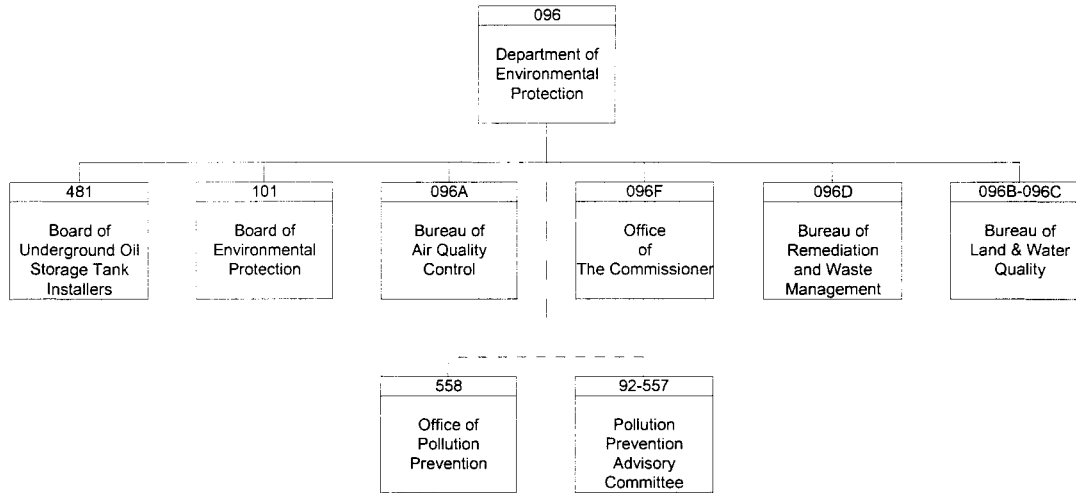 096
Department of
Environmental
Protection
481
Board of
Underground Oil
Storage Tank
Installers
101
Board of
Environmental
Protection
096A
Bureau of
Air Quality
Control
096F
Office
of
The Commissioner
096D
Bureau of
Remediation
and Waste
Management
096B-096C
Bureau of
Land & Water
Quality
558
Office of
Pollution
Prevention
92-557
Pollution
Prevention
Advisory
Committee